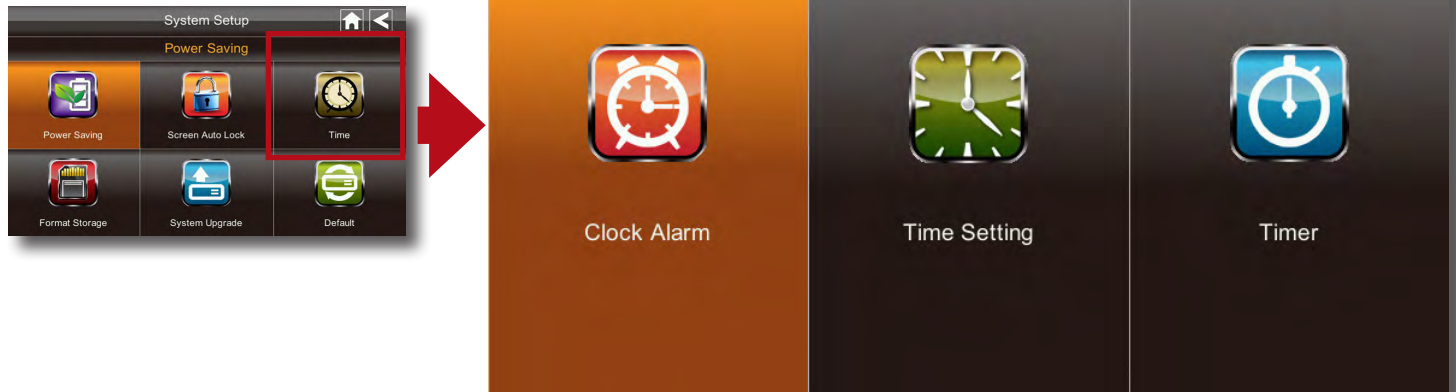 System Setup
Power Saving
Power Saving
Screen Auto Lock
Time
Format Storage
System Upgrade
Default
Clock Alarm
Time Setting
Timer